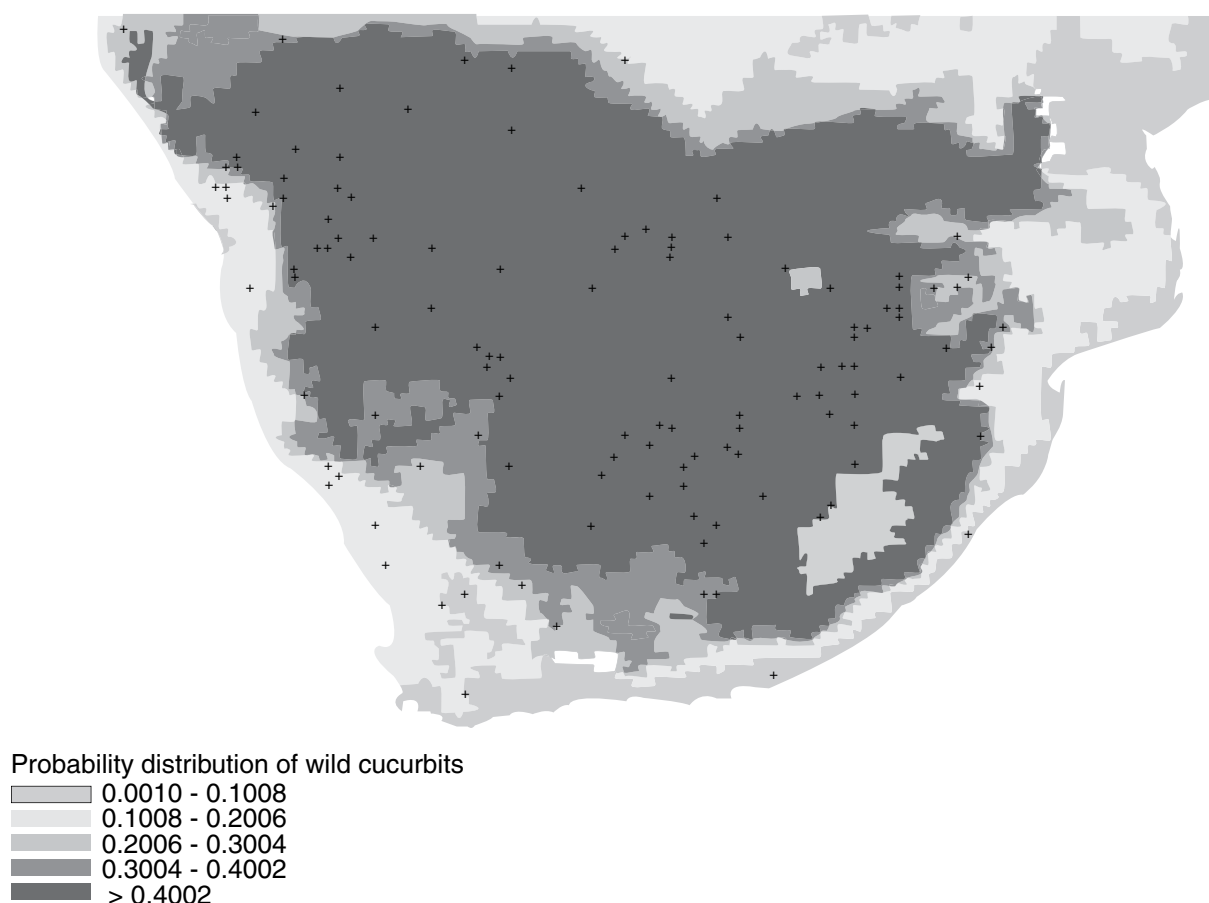 Probability distribution of wild cucurbits
0.0010 - 0.1008
0.1008 - 0.2006
0.2006 - 0.3004
0.3004 - 0.4002
> 0.4002